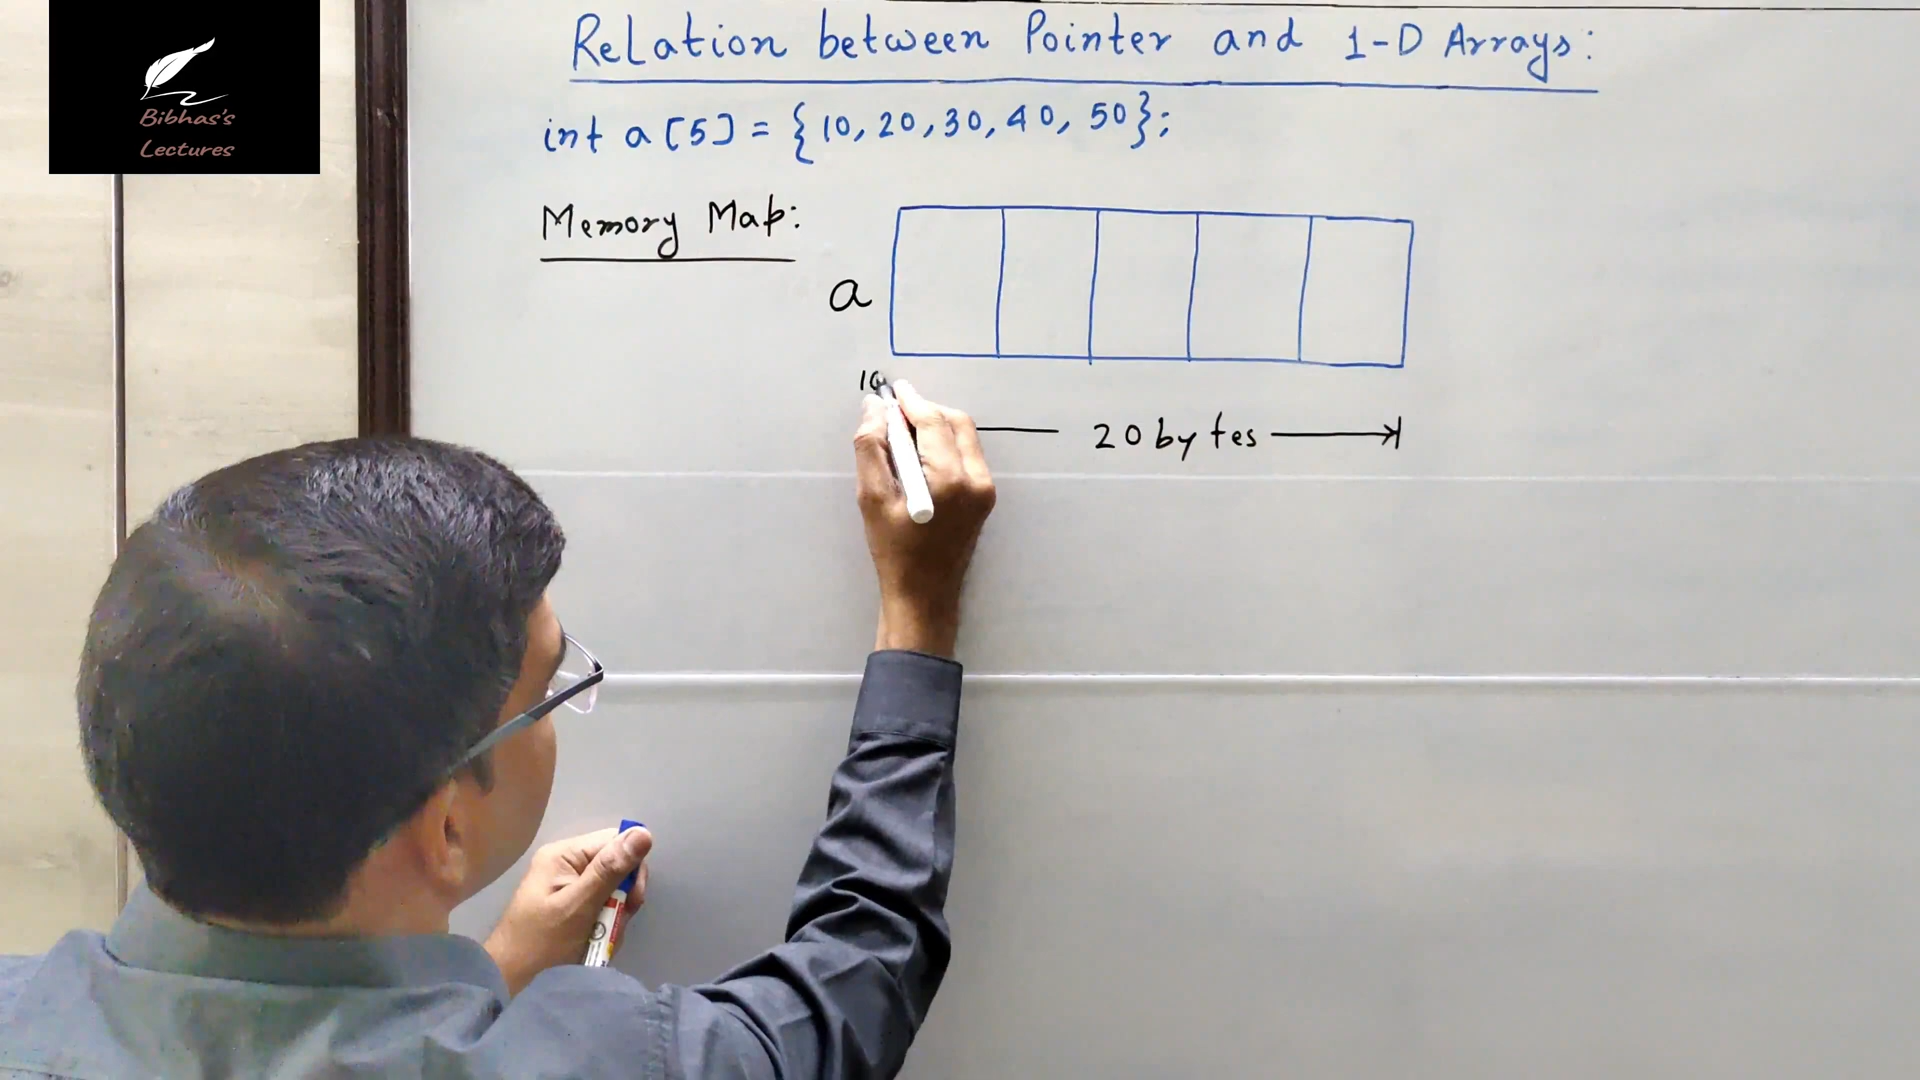 Bibhas's
Lectures
Relation between Pointer and 1-D Arrays:
int a[5] = {10, 20, 30, 40, 50};
Memory Map:
a
10
20 bytes